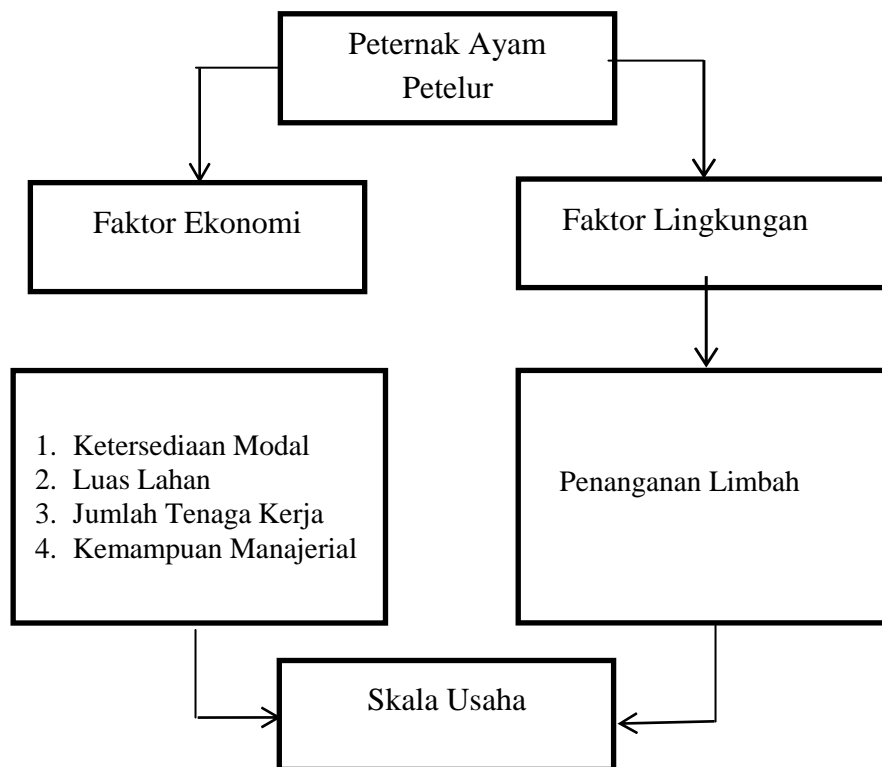 Peternak Ayam
Petelur
Faktor Ekonomi
Faktor Lingkungan
1. Ketersediaan Modal
2. Luas Lahan
3. Jumlah Tenaga Kerja
4. Kemampuan Manajerial
Penanganan Limbah
Skala Usaha